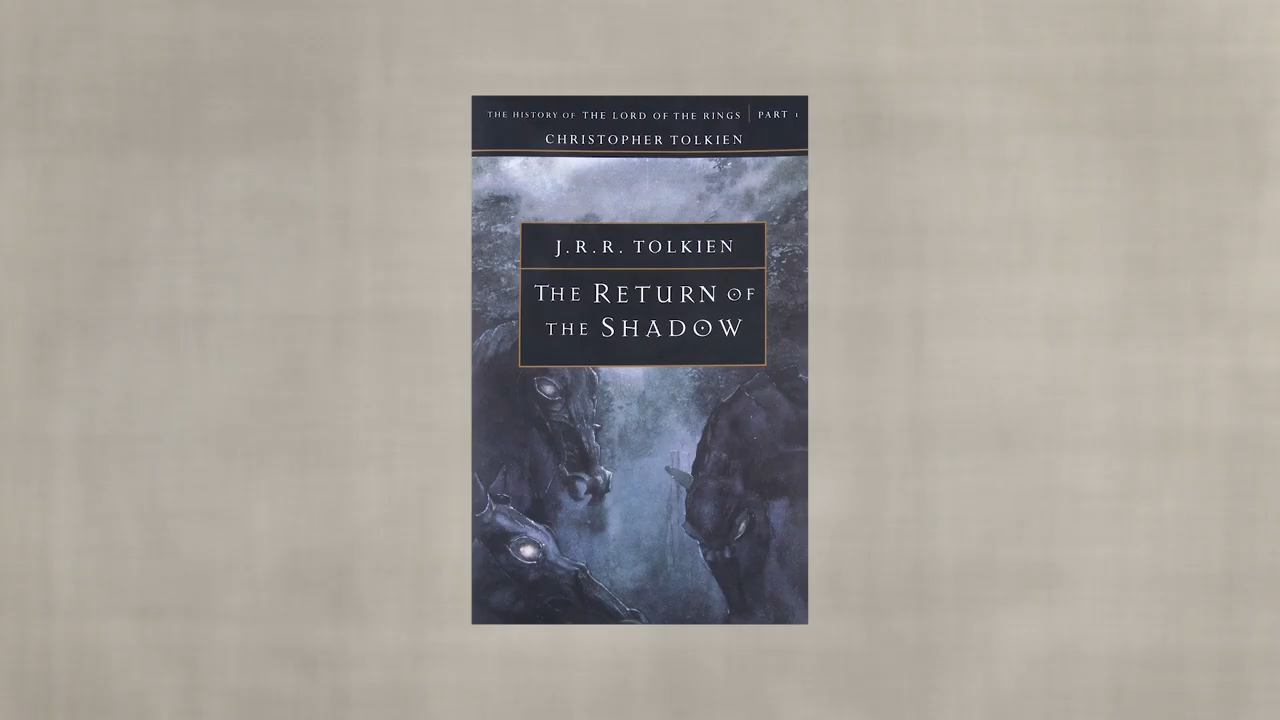 THE HISTORY OF THE LORD OF THE RINGS | PART 1
CHRISTOPHER TOLKIEN
J.R.R. TOLKIEN
THE RETURN OF
THE SHADOW